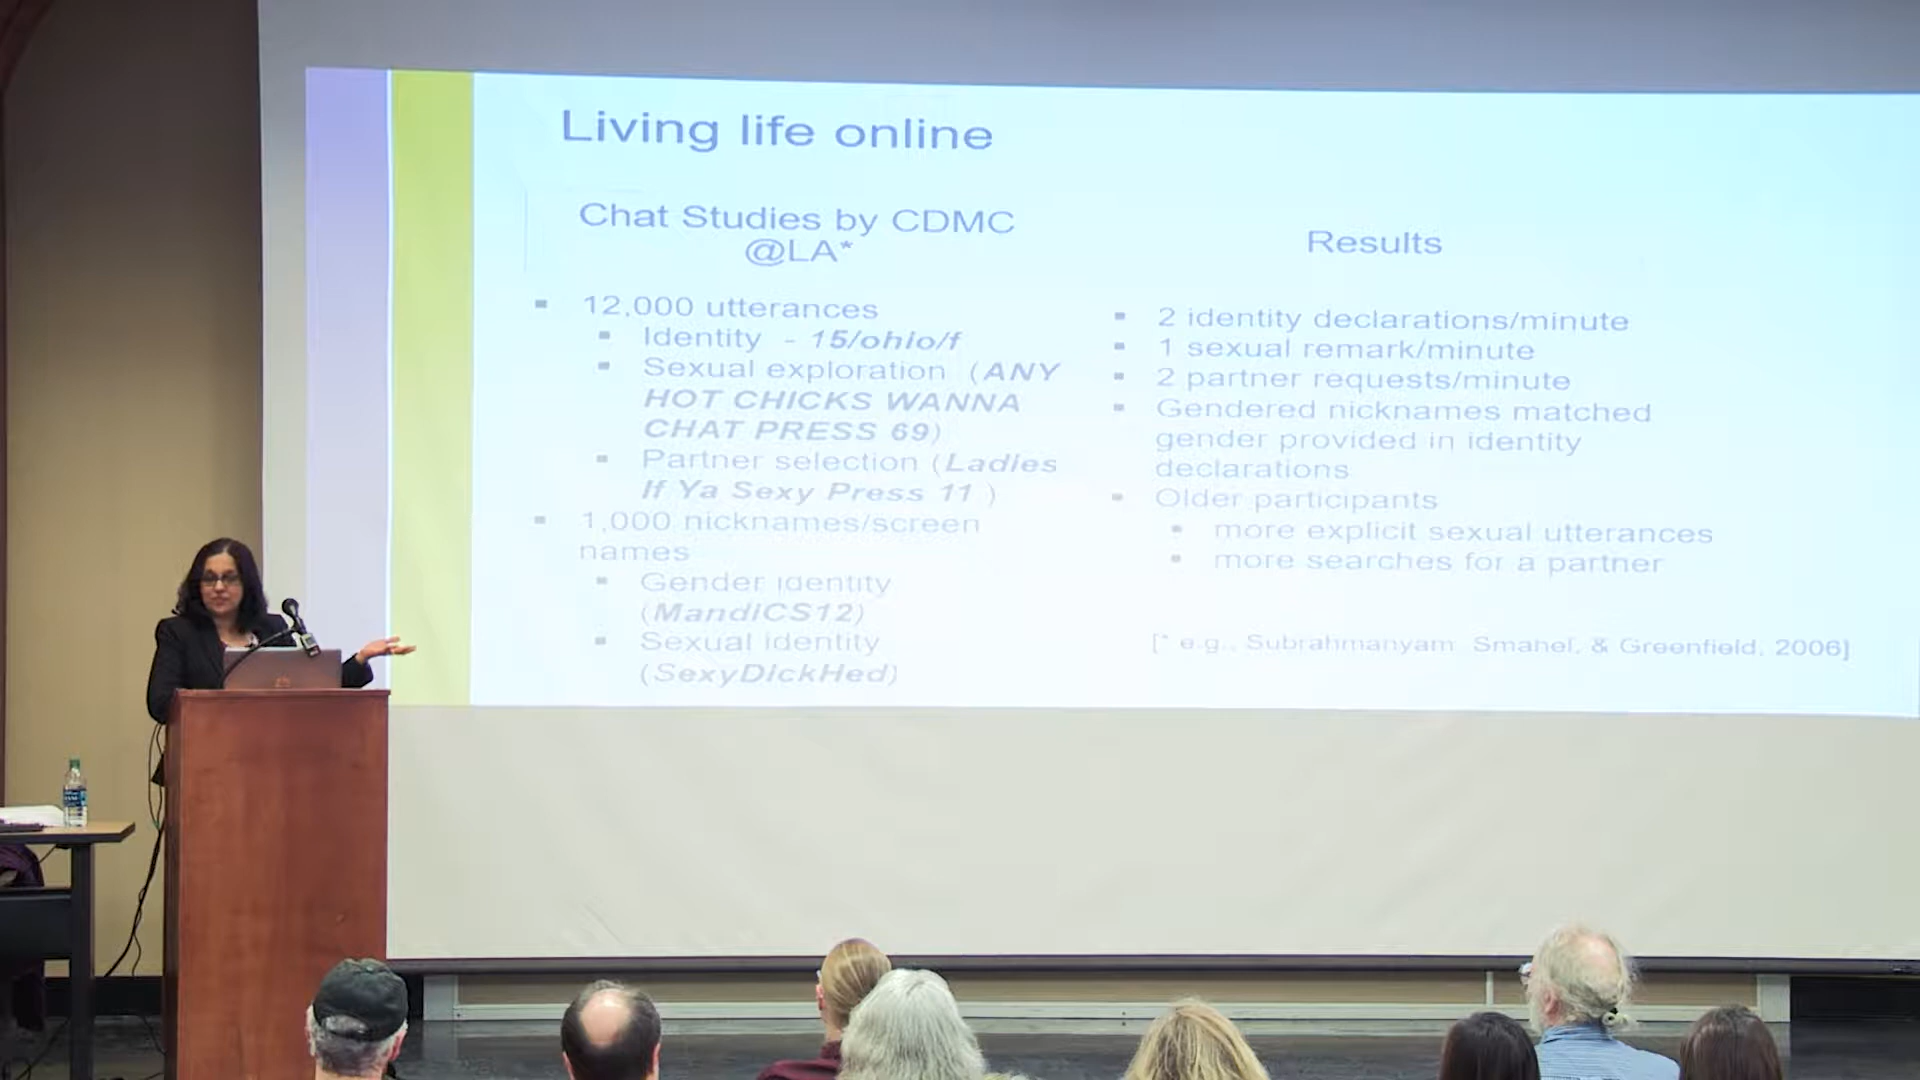 Living life online
Chat Studies by CDMC
@LA*
12,000 utterances
Identity - 15/ohio/f
Sexual exploration (ANY
HOT CHICKS WANNA
CHAT PRESS 69)
Partner selection (Ladies
If Ya Sexy Press 11 )
1,000 nicknames/screen
names
Gender identity
(MandiCS12)
Sexual identity
(SexyDickHed)
Results
2 identity declarations/minute
1 sexual remark/minute
2 partner requests/minute
Gendered nicknames matched
gender provided in identity
declarations
Older participants
more explicit sexual utterances
more searches for a partner
[* e.g., Subrahmanyam Smahel, & Greenfield, 2006]